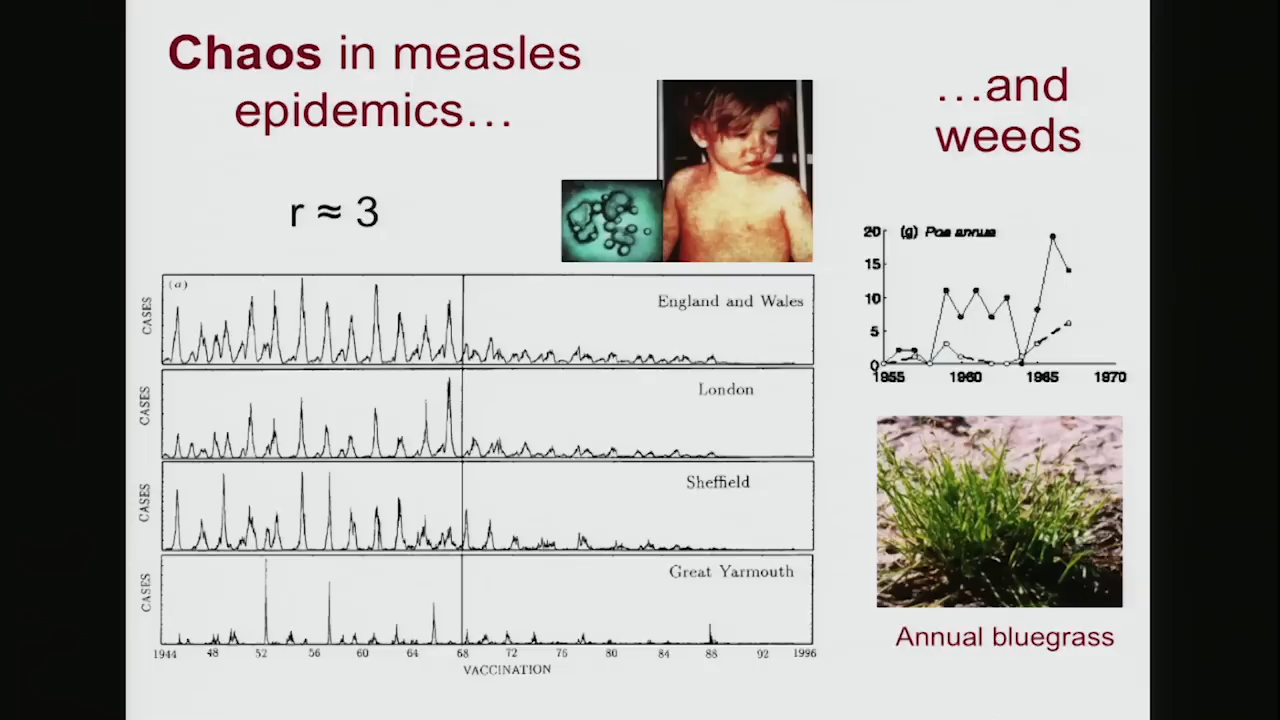 Chaos in measles
epidemics…
…and
weeds
r ≈ 3
(a)
CASES
England and Wales
CASES
London
CASES
Sheffield
CASES
Great Yarmouth
1944 48 52 56 60 64 68 72 76 80 84 88 92 1996
VACCINATION
(g) Poa annua
20
15
10
5
0
1955 1960 1965 1970
Annual bluegrass